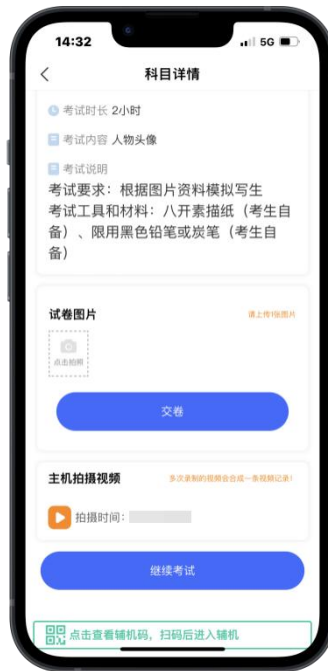 14:32
5G
科目详情
考试时长 2小时
考试内容 人物头像
考试说明
考试要求：根据图片资料模拟写生
考试工具和材料：八开素描纸（考生自
备）、限用黑色铅笔或炭笔（考生自
备）
试卷图片 请上传1张图片
点击拍照
交卷
主机拍摄视频 多次录制的视频会合成一条视频记录!
拍摄时间：
继续考试
点击查看辅机码，扫码后进入辅机